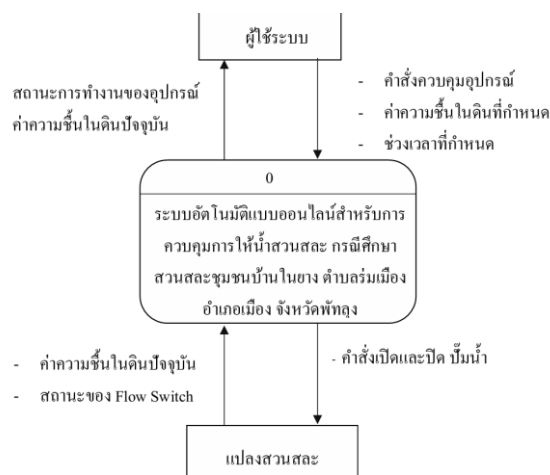 ผู้ใช้ระบบ
สถานะการทำงานของอุปกรณ์
ค่าความชื้นในดินปัจจุบัน
- คำสั่งควบคุมอุปกรณ์
- ค่าความชื้นในดินที่กำหนด
- ช่วงเวลาที่กำหนด
0
ระบบอัตโนมัติแบบออนไลน์สำหรับการ
ควบคุมการให้น้ำสวนสละ กรณีศึกษา
สวนสละชุมชนบ้านในยาง ตำบลร่มเมือง
อำเภอเมือง จังหวัดพัทลุง
- ค่าความชื้นในดินปัจจุบัน
- สถานะของ Flow Switch
- คำสั่งเปิดและปิด ปั๊มน้ำ
แปลงสวนสละ